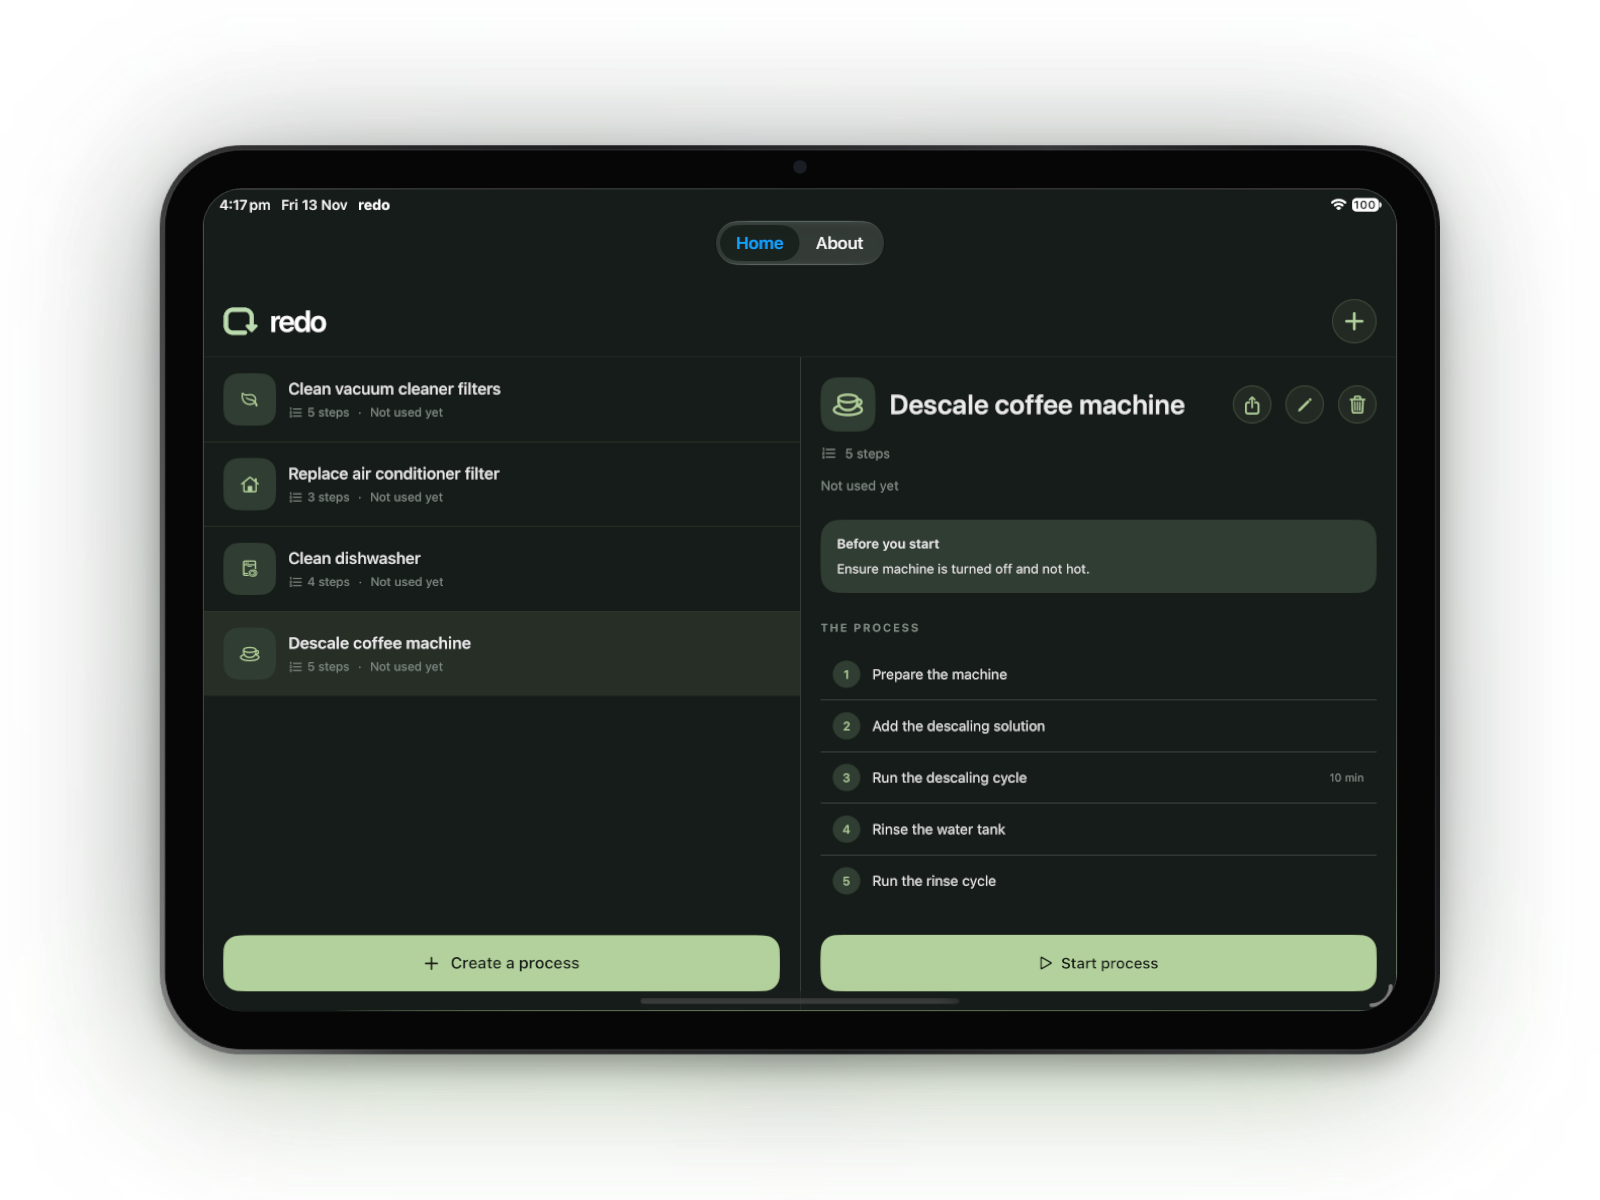 4:17 pm Fri 13 Nov redo
100
Home About
redo
Clean vacuum cleaner filters
5 steps · Not used yet
Replace air conditioner filter
3 steps · Not used yet
Clean dishwasher
4 steps · Not used yet
Descale coffee machine
5 steps · Not used yet
+ Create a process
Descale coffee machine
5 steps
Not used yet
Before you start
Ensure machine is turned off and not hot.
THE PROCESS
1 Prepare the machine
2 Add the descaling solution
3 Run the descaling cycle 10 min
4 Rinse the water tank
5 Run the rinse cycle
Start process